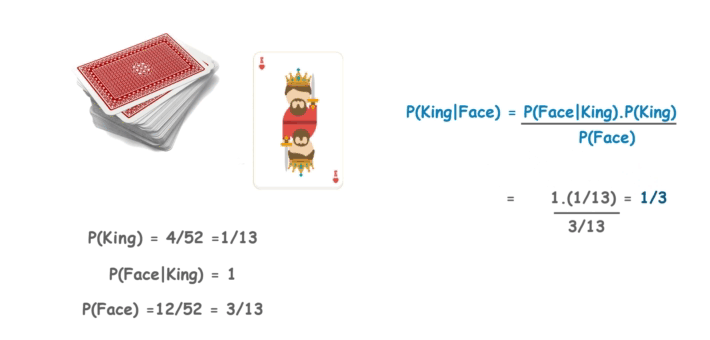 P(King) = 4/52 =1/13
P(Face|King) = 1
P(Face) =12/52 = 3/13
P(King|Face) = P(Face|King).P(King)
P(Face)
= 1.(1/13) = 1/3
3/13